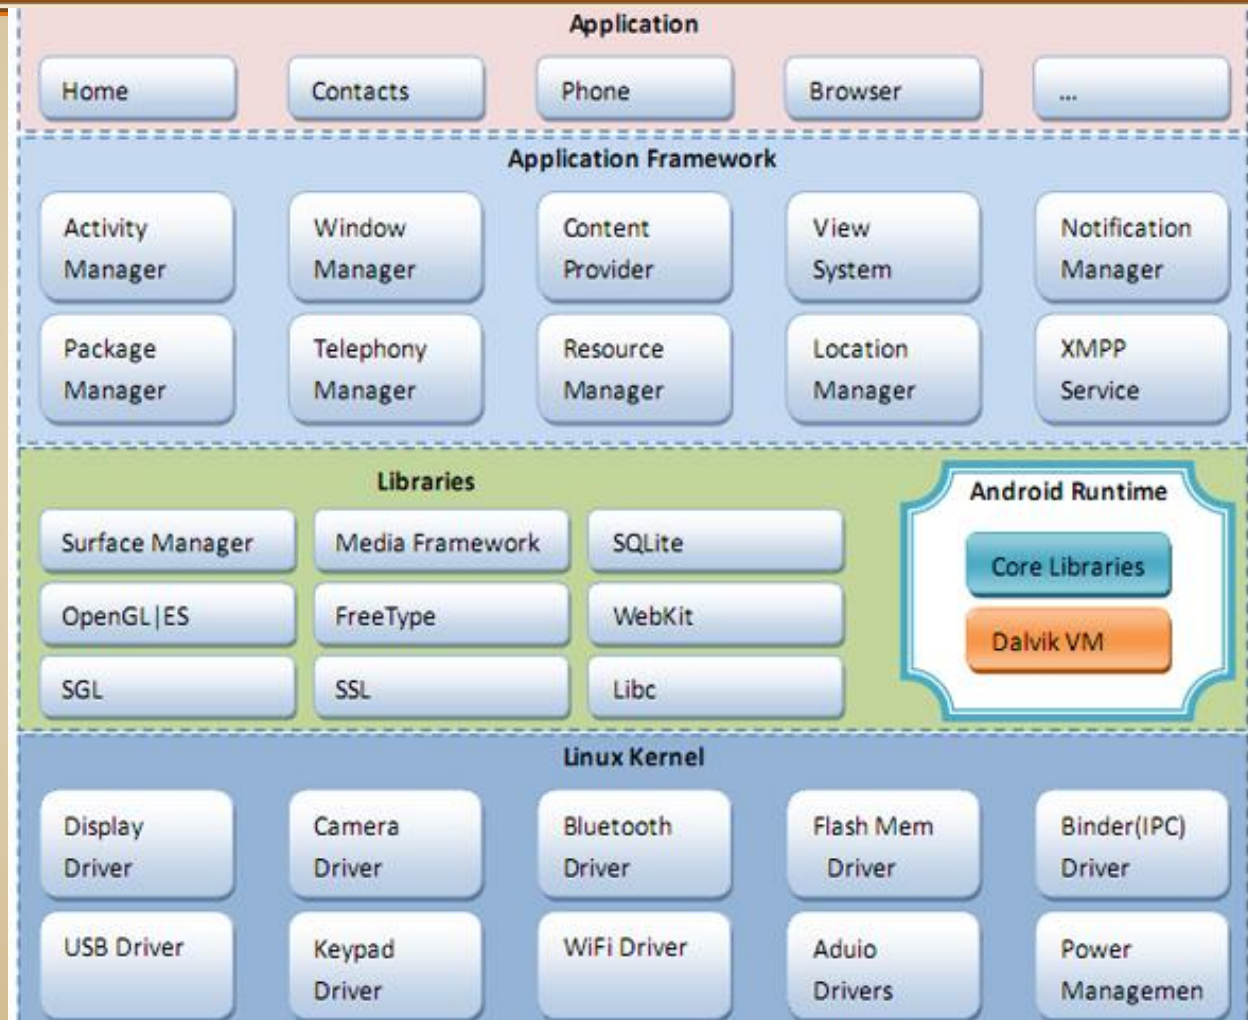 Application
Home
Contacts
Phone
Browser
...
Application Framework
Activity
Manager
Window
Manager
Content
Provider
View
System
Notification
Manager
Package
Manager
Telephony
Manager
Resource
Manager
Location
Manager
XMPP
Service
Libraries
Surface Manager
Media Framework
SQLite
OpenGL|ES
FreeType
WebKit
SGL
SSL
Libc
Android Runtime
Core Libraries
Dalvik VM
Linux Kernel
Display
Driver
Camera
Driver
Bluetooth
Driver
Flash Mem
Driver
Binder(IPC)
Driver
USB Driver
Keypad
Driver
WiFi Driver
Aduio
Drivers
Power
Managemen